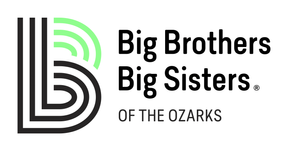 Big Brothers
Big Sisters®
OF THE OZARKS